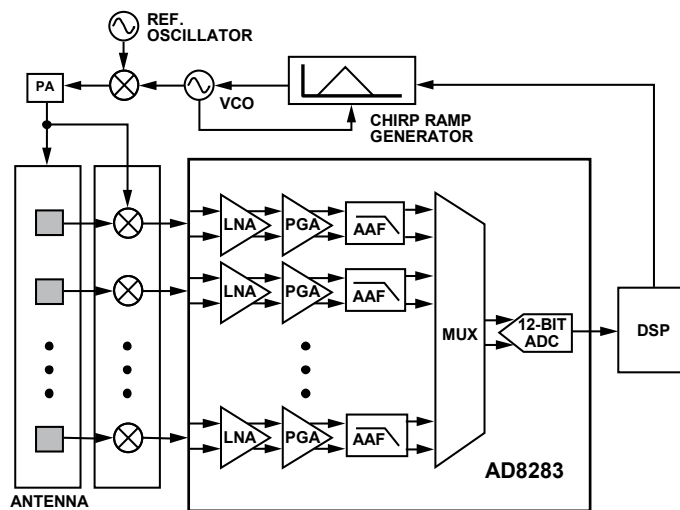 REF.
OSCILLATOR
PA
VCO
CHIRP RAMP
GENERATOR
LNA
PGA
AAF
LNA
PGA
AAF
MUX
12-BIT
ADC
DSP
LNA
PGA
AAF
AD8283
ANTENNA